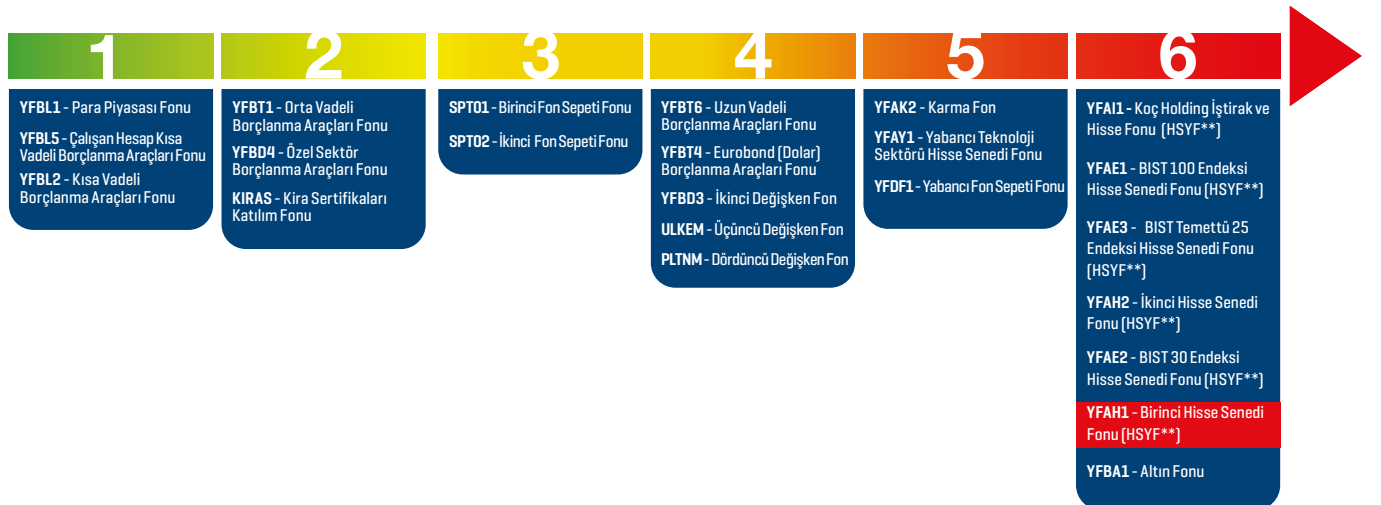 1
YFBL1 - Para Piyasası Fonu
YFBL5 - Çalışan Hesap Kısa
Vadeli Borçlanma Araçları Fonu
YFBL2 - Kısa Vadeli
Borçlanma Araçları Fonu
2
YFBT1 - Orta Vadeli
Borçlanma Araçları Fonu
YFBD4 - Özel Sektör
Borçlanma Araçları Fonu
KIRAS - Kira Sertifikaları
Katılım Fonu
3
SPT01 - Birinci Fon Sepeti Fonu
SPT02 - İkinci Fon Sepeti Fonu
4
YFBT6 - Uzun Vadeli
Borçlanma Araçları Fonu
YFBT4 - Eurobond (Dolar)
Borçlanma Araçları Fonu
YFBD3 - İkinci Değişken Fon
ULKEM - Üçüncü Değişken Fon
PLTNM - Dördüncü Değişken Fon
5
YFAK2 - Karma Fon
YFAY1 - Yabancı Teknoloji
Sektörü Hisse Senedi Fonu
YFDF1 - Yabancı Fon Sepeti Fonu
6
YFAI1 - Koç Holding İştirak ve
Hisse Fonu (HSYF**)
YFAE1 - BIST 100 Endeksi
Hisse Senedi Fonu (HSYF**)
YFAE3 - BIST Temettü 25
Endeksi Hisse Senedi Fonu
(HSYF**)
YFAH2 - İkinci Hisse Senedi
Fonu (HSYF**)
YFAE2 - BIST 30 Endeksi
Hisse Senedi Fonu (HSYF**)
YFAH1 - Birinci Hisse Senedi
Fonu (HSYF**)
YFBA1 - Altın Fonu